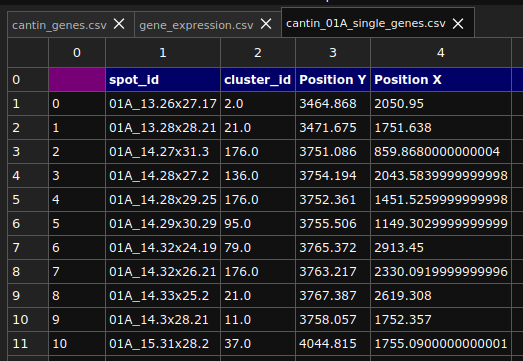 cantin_genes.csv gene_expression.csv cantin_01A_single_genes.csv
0 1 2 3 4
0 spot_id cluster_id Position Y Position X
1 0 01A_13.26x27.17 2.0 3464.868 2050.95
2 1 01A_13.28x28.21 21.0 3471.675 1751.638
3 2 01A_14.27x31.3 176.0 3751.086 859.8680000000004
4 3 01A_14.28x27.2 136.0 3754.194 2043.5839999999998
5 4 01A_14.28x29.25 176.0 3752.361 1451.5259999999998
6 5 01A_14.29x30.29 95.0 3755.506 1149.3029999999999
7 6 01A_14.32x24.19 79.0 3765.372 2913.45
8 7 01A_14.32x26.21 176.0 3763.217 2330.0919999999996
9 8 01A_14.33x25.2 21.0 3767.387 2619.308
10 9 01A_14.3x28.21 11.0 3758.057 1752.357
11 10 01A_15.31x28.2 37.0 4044.815 1755.0900000000001